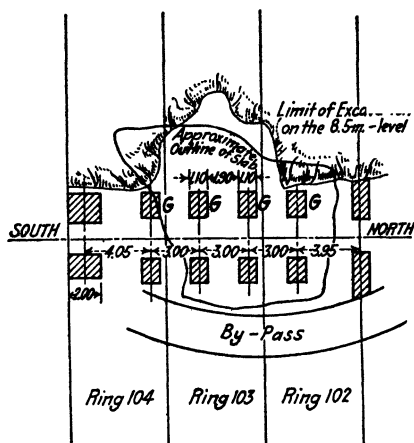 Limit of Exca
on the 8.5m.-level
Approximate
Outline of Slab
1.10 1.90 1.10
G G G G
SOUTH NORTH
4.05 3.00 3.00 3.00 3.95
2.00
By-Pass
Ring 104 Ring 103 Ring 102